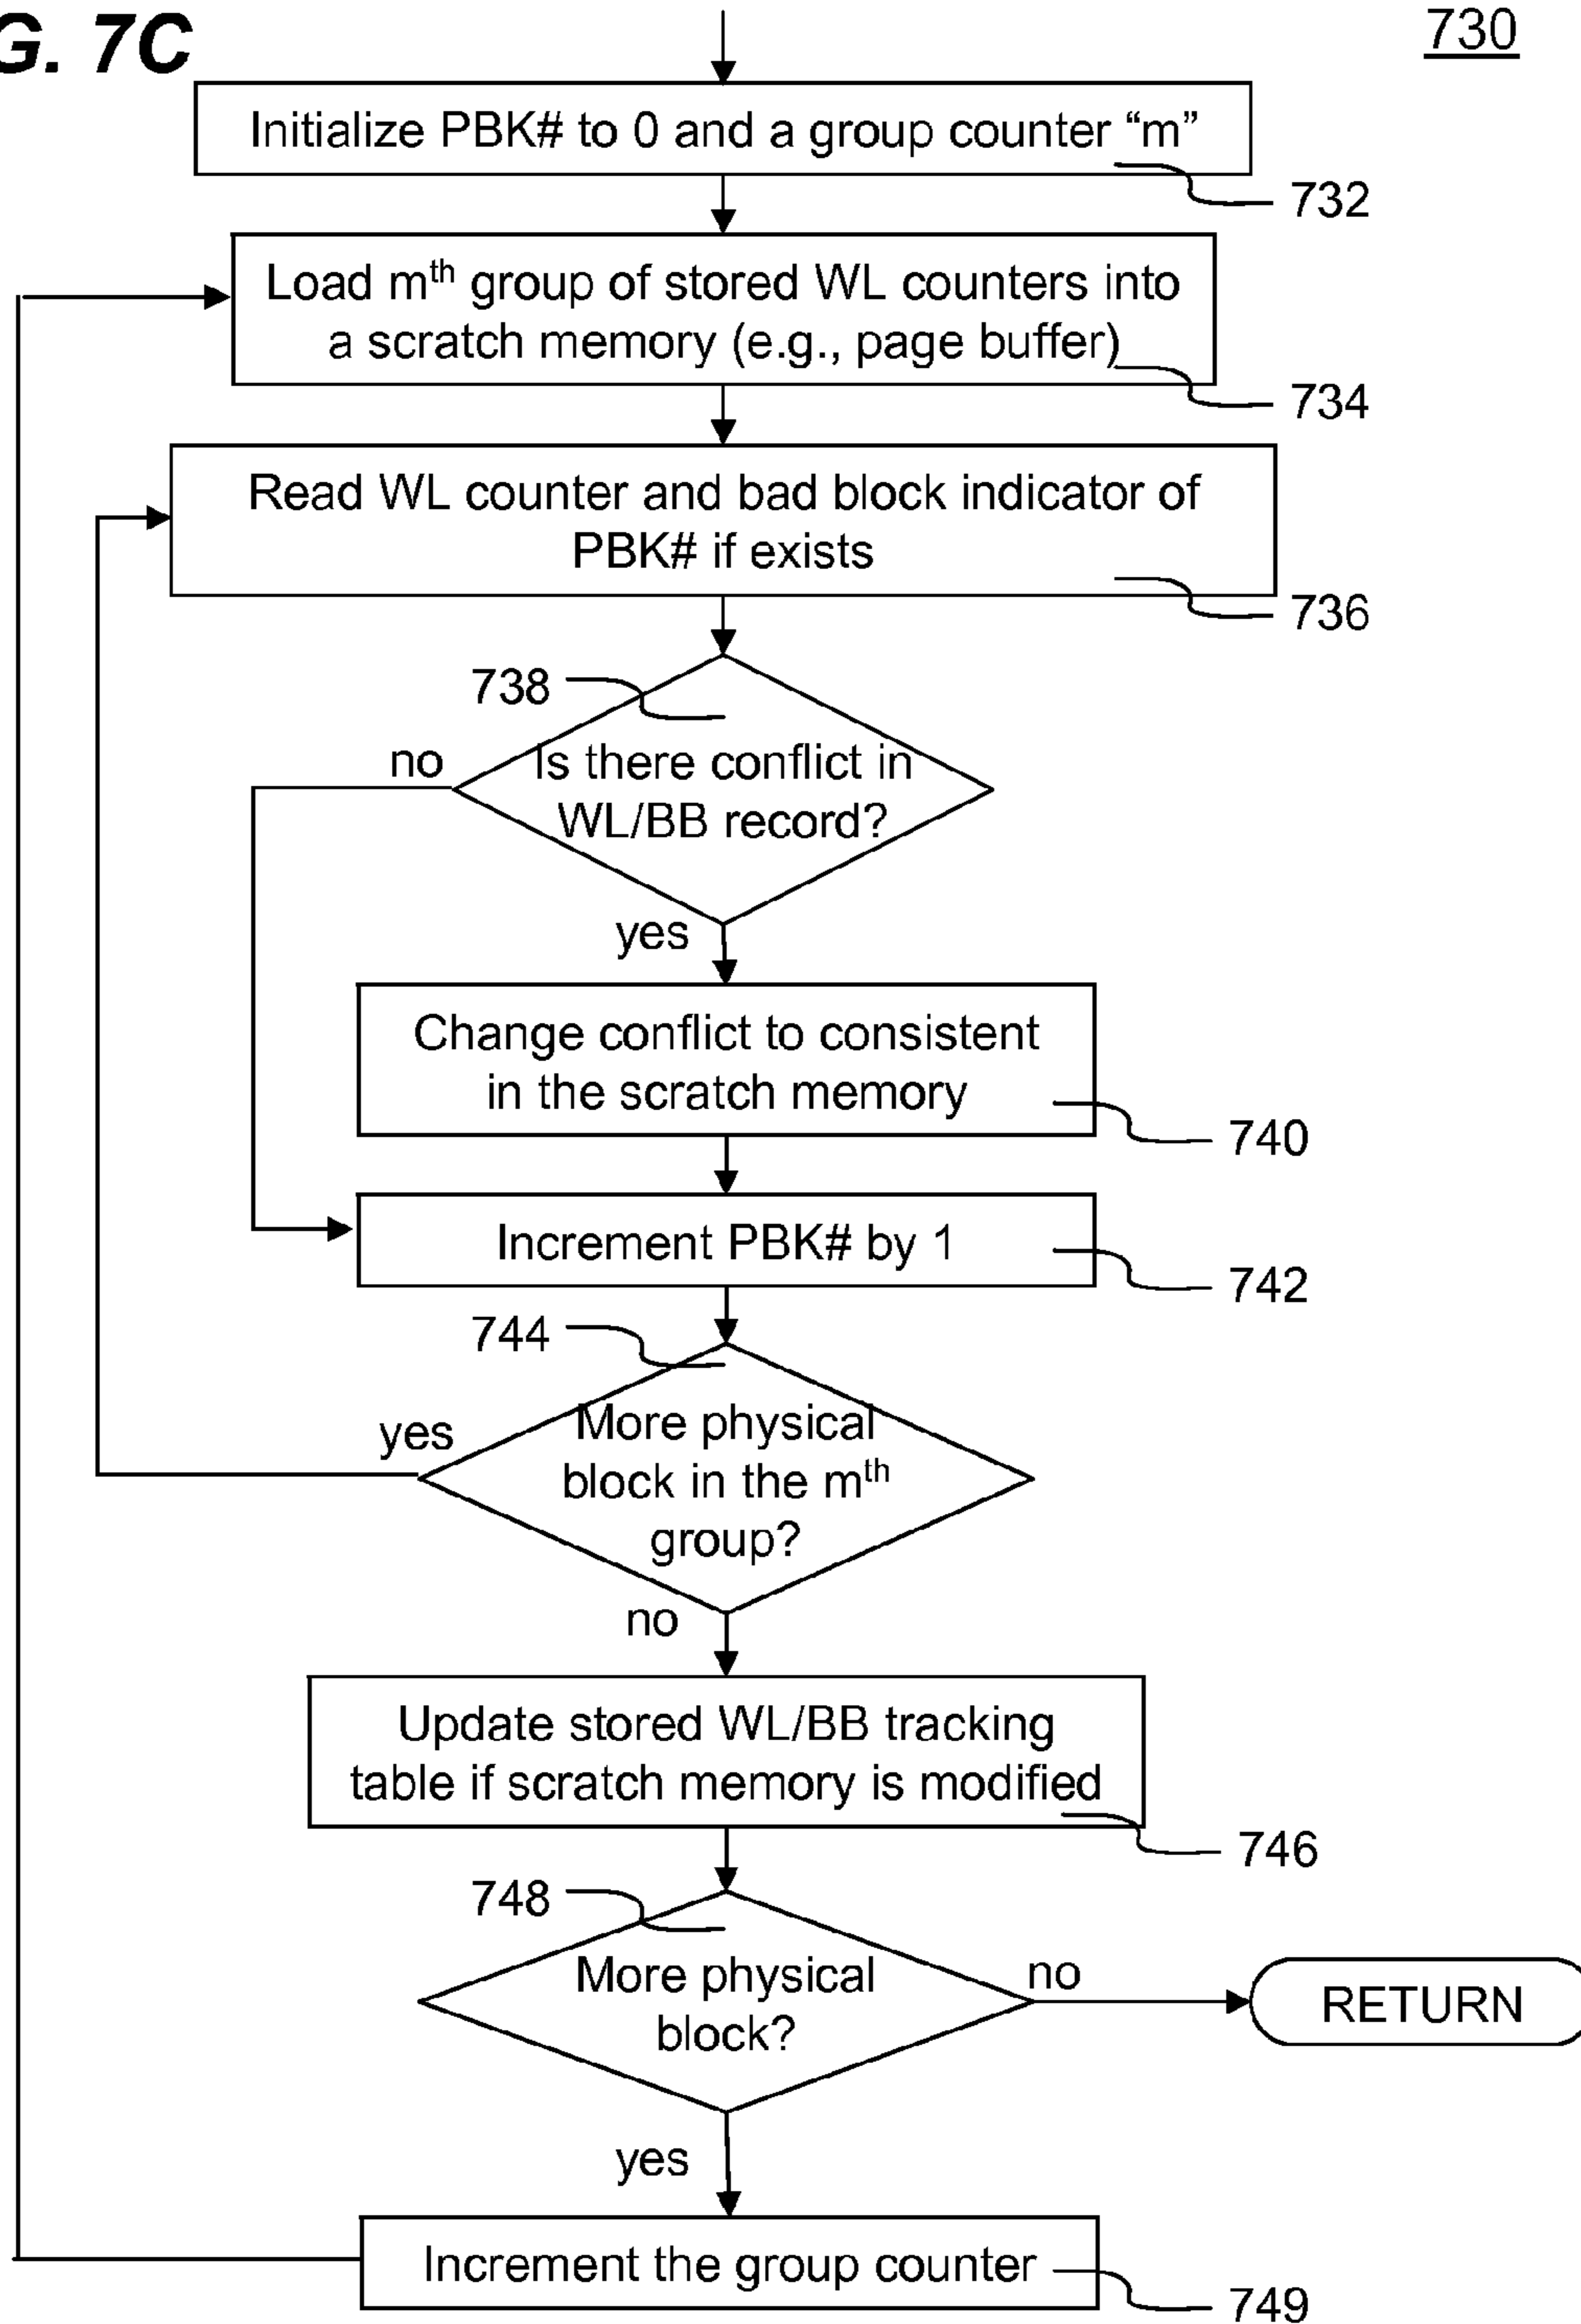 G. 7C
730
Initialize PBK# to 0 and a group counter “m”
732
Load mth group of stored WL counters into
a scratch memory (e.g., page buffer)
734
Read WL counter and bad block indicator of
PBK# if exists
736
738
no
Is there conflict in
WL/BB record?
yes
Change conflict to consistent
in the scratch memory
740
Increment PBK# by 1
742
744
yes
More physical
block in the mth
group?
no
Update stored WL/BB tracking
table if scratch memory is modified
746
748
More physical
block?
no
RETURN
yes
Increment the group counter
749